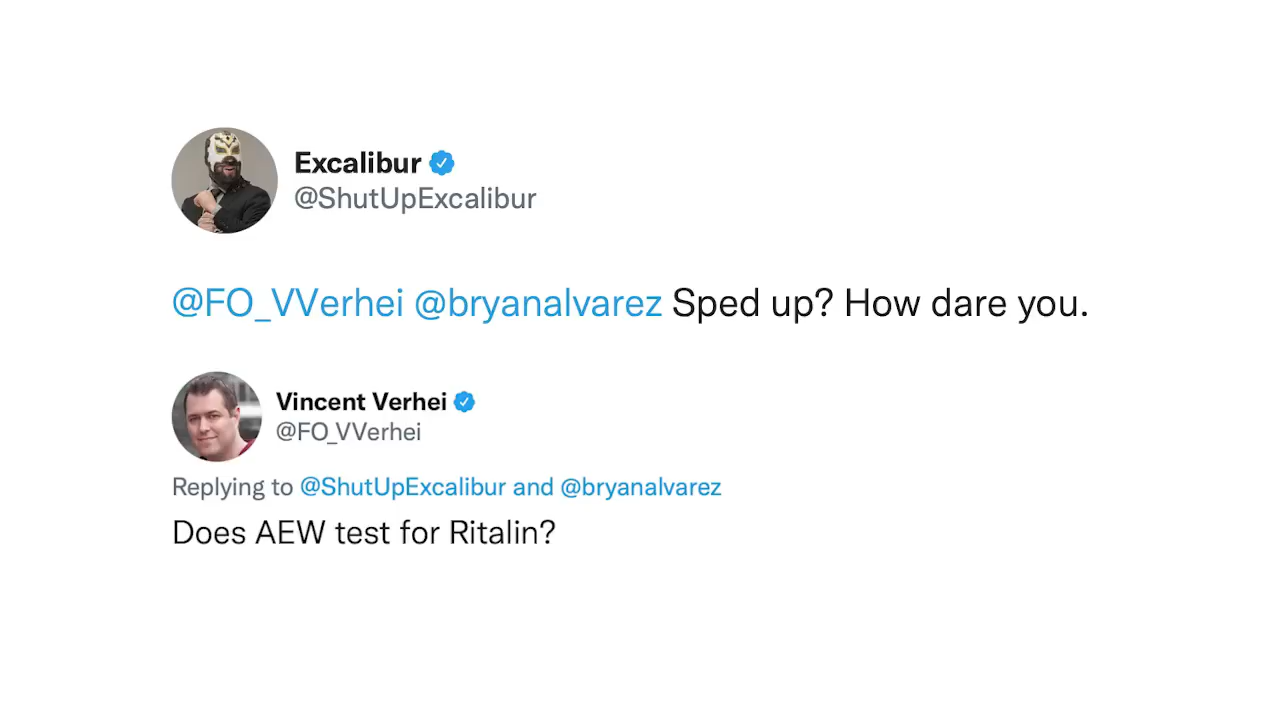 Excalibur
@ShutUpExcalibur
@FO_VVerhei @bryanalvarez Sped up? How dare you.
Vincent Verhei
@FO_VVerhei
Replying to @ShutUpExcalibur and @bryanalvarez
Does AEW test for Ritalin?